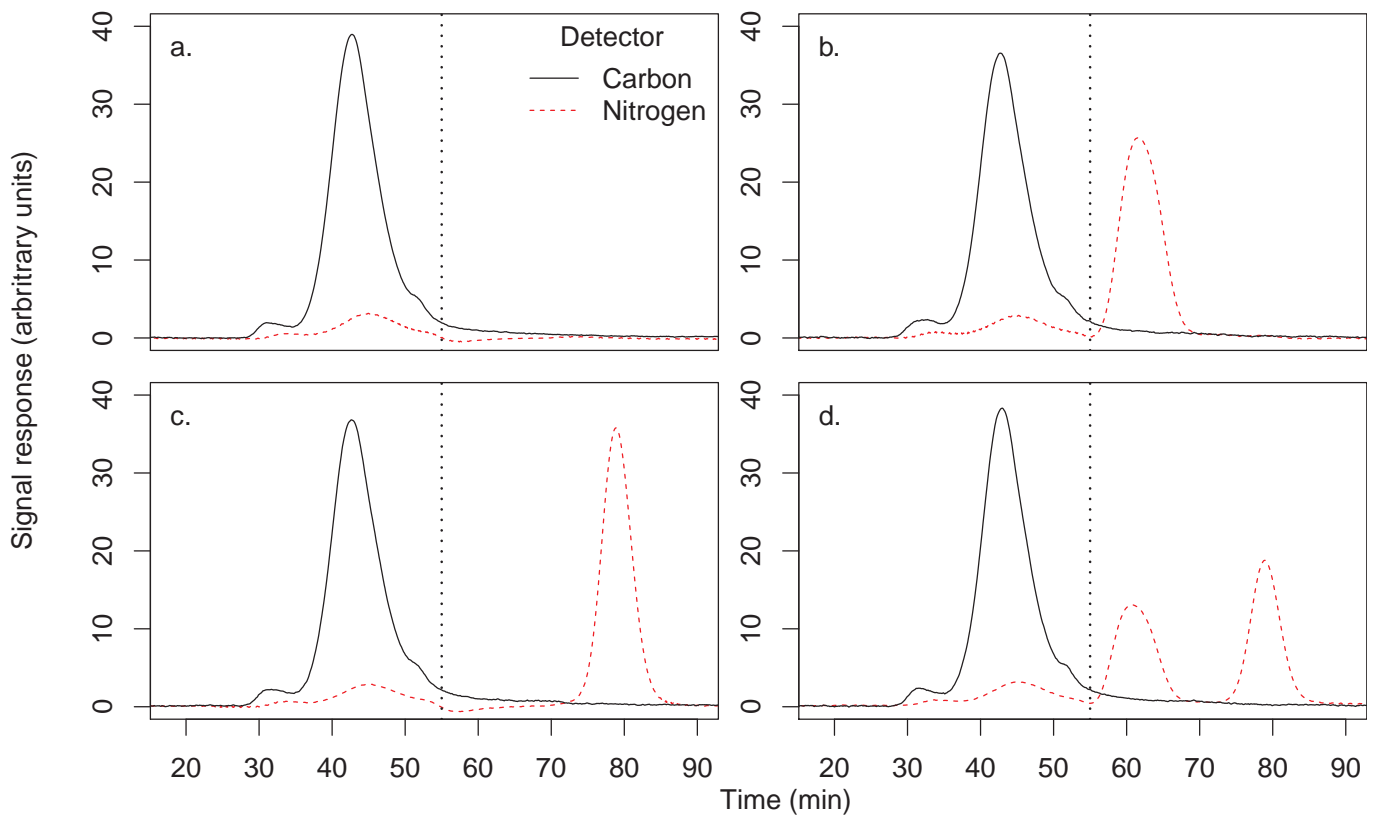 a.
Detector
Carbon
Nitrogen
0 10 20 30 40
b.
0 10 20 30 40
Signal response (arbritrary units)
c.
0 10 20 30 40
20 30 40 50 60 70 80 90
d.
0 10 20 30 40
20 30 40 50 60 70 80 90
Time (min)